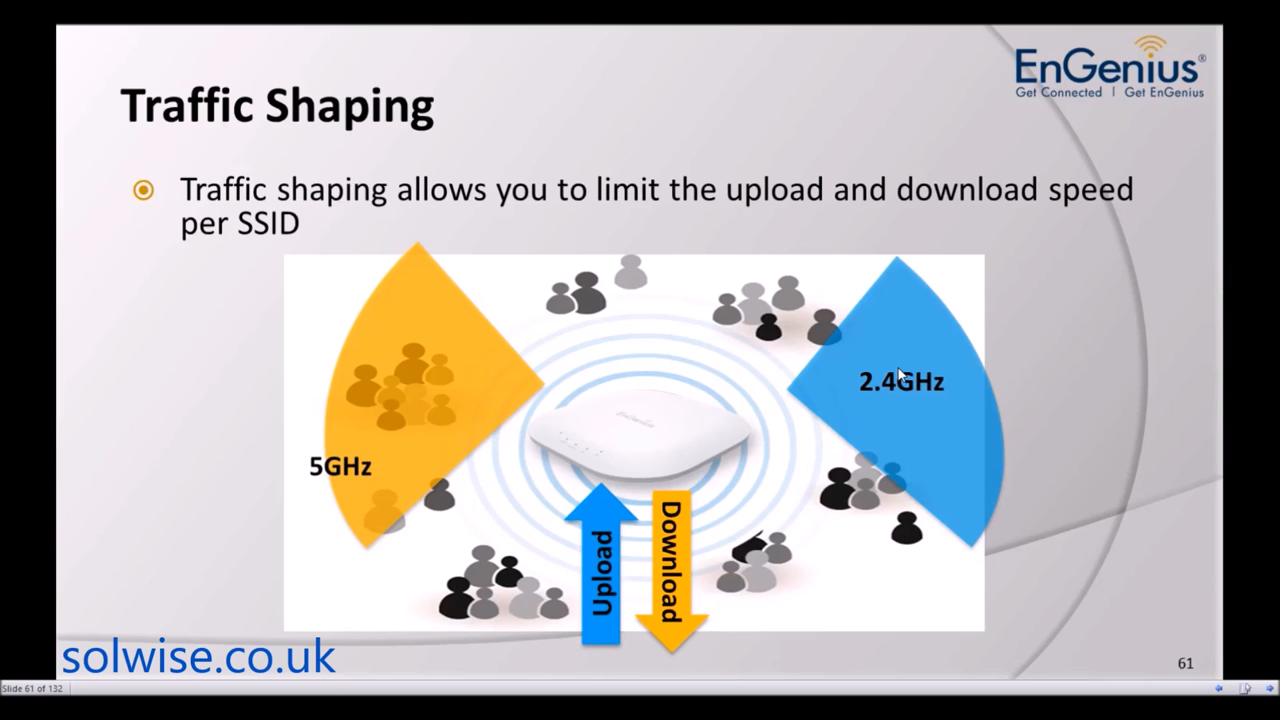 EnGenius®
Get Connected | Get EnGenius
Traffic Shaping
Traffic shaping allows you to limit the upload and download speed
per SSID
2.4GHz
5GHz
EnGenius
Upload
Download
solwise.co.uk
61
Slide 61 of 132